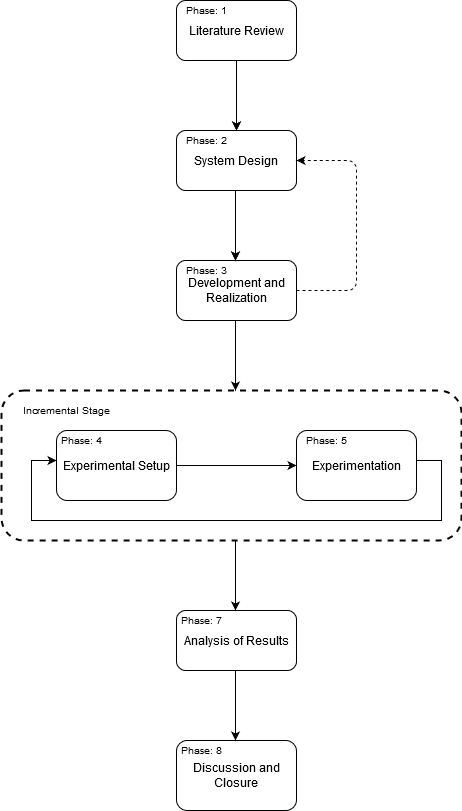 Phase: 1
Literature Review
Phase: 2
System Design
Phase: 3
Development and
Realization
Incremental Stage
Phase: 4
Experimental Setup
Phase: 5
Experimentation
Phase: 7
Analysis of Results
Phase: 8
Discussion and
Closure